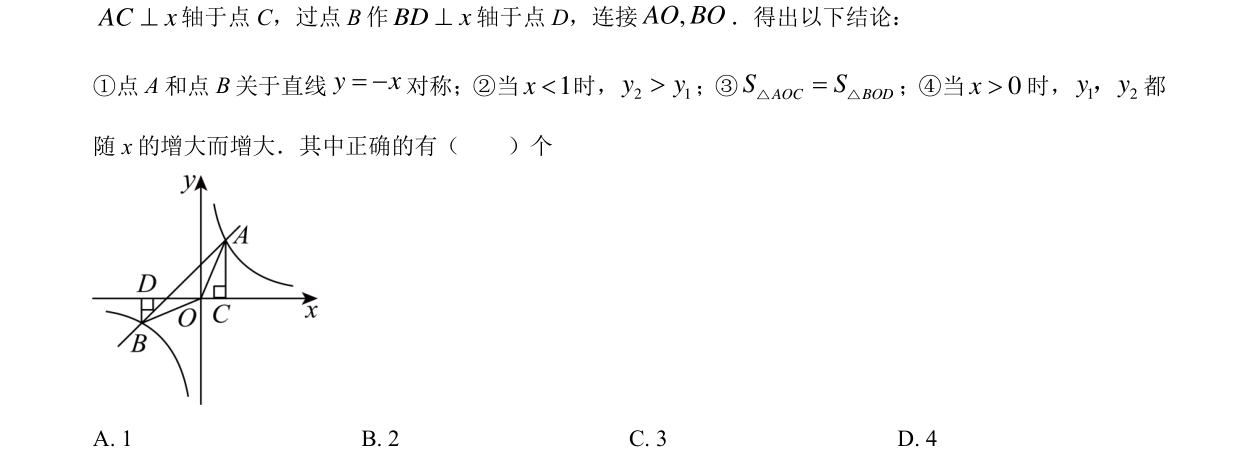 AC⊥x轴于点 C，过点 B 作 BD⊥x 轴于点 D，连接 AO,BO．得出以下结论：
①点 A 和点 B 关于直线 y=−x 对称；②当 x<1时，y₂>y₁；③ S△AOC=S△BOD；④当 x>0 时，y₁，y₂ 都
随 x 的增大而增大．其中正确的有（　　）个
y
A
D
O C x
B
A. 1 B. 2 C. 3 D. 4